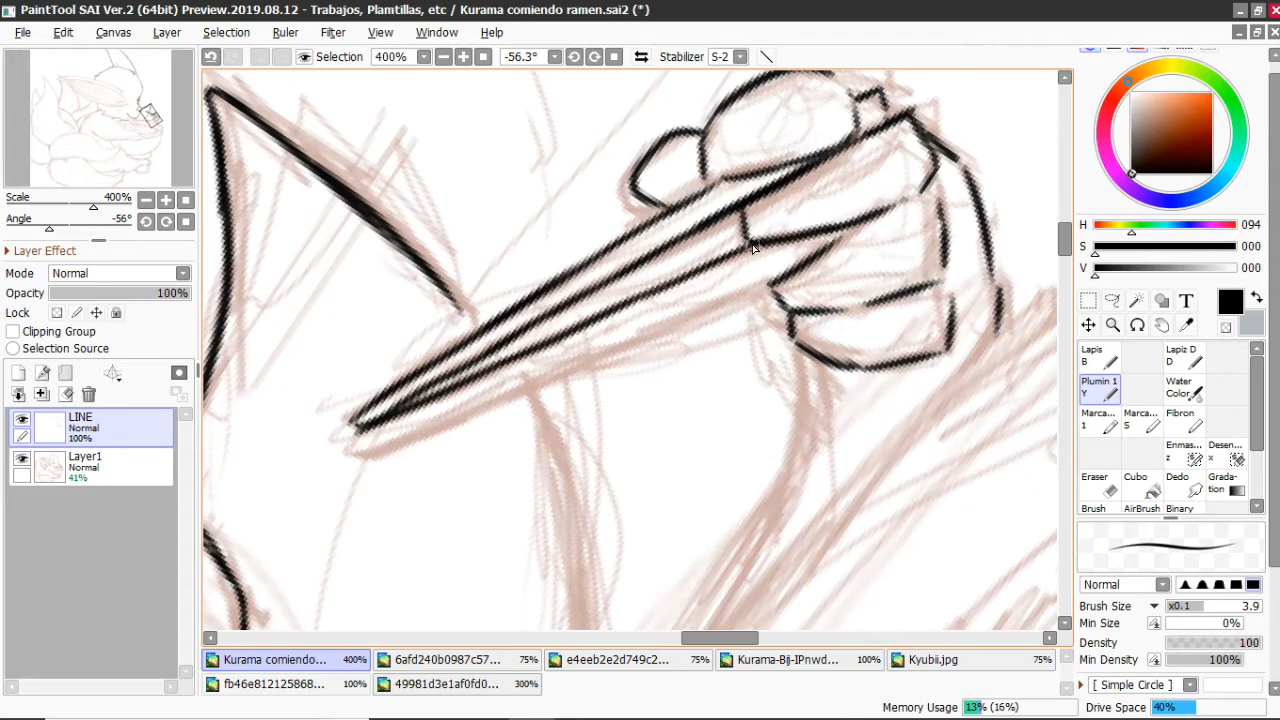 PaintTool SAI Ver.2 (64bit) Preview.2019.08.12 - Trabajos, Plantillas, etc / Kurama comiendo ramen.sai2 (*)
File Edit Canvas Layer Selection Ruler Filter View Window Help
Selection 400% -56.3° Stabilizer S-2
Scale 400%
Angle -56°
Layer Effect
Mode Normal
Opacity 100%
Lock
Clipping Group
Selection Source
LINE
Normal
100%
Layer1
Normal
41%
H 094
S 000
V 000
T
Lapis
B
Lapiz D
D
Plumin 1
Y
Water
Color
Marca...
1
Marca...
S
Fibron
Enmas...
z
Desen...
x
Eraser
Cubo
Dedo
Grada-
tion
Brush
AirBrush
Binary
Normal
Brush Size x0.1 3.9
Min Size 0%
Density 100
Min Density 100%
[ Simple Circle ]
Kurama comiendo... 400%
6afd240b0987c57... 75%
e4eeb2e2d749c2... 75%
Kurama-Bjj-IPnwd... 100%
Kyubii.jpg 75%
fb46e812125868... 100%
49981d3e1af0fd0... 300%
Memory Usage 13% (16%)
Drive Space 40%